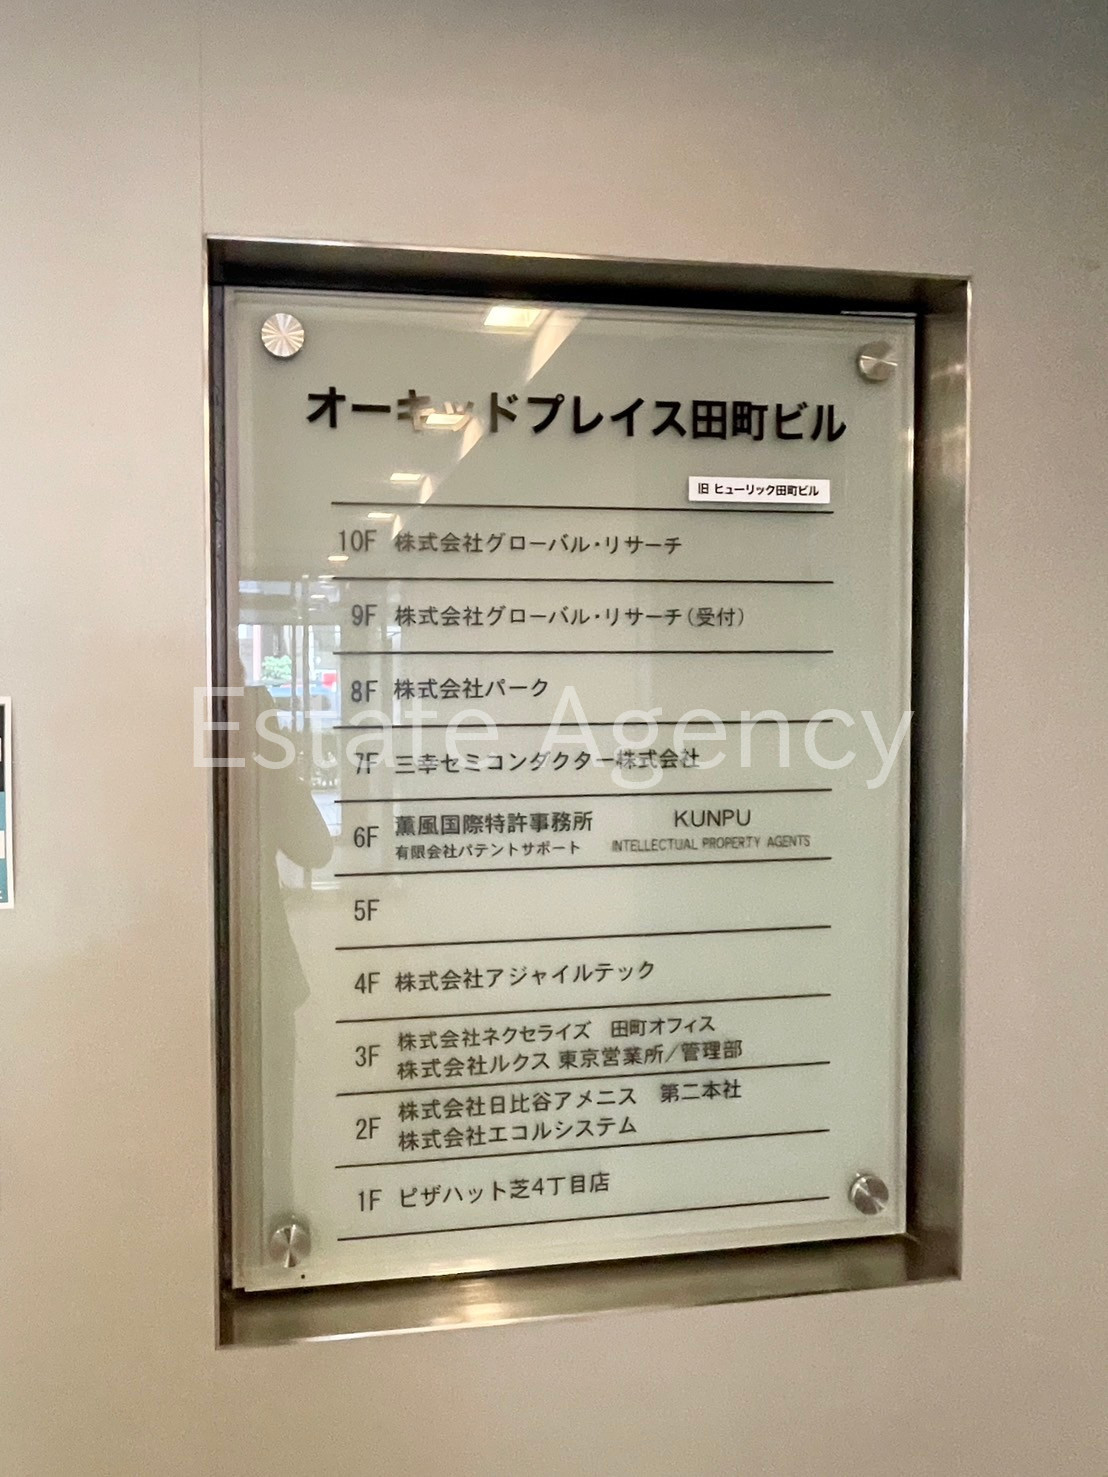 オーキッドプレイス田町ビル
旧 ヒューリック田町ビル
10F 株式会社グローバル・リサーチ
9F 株式会社グローバル・リサーチ(受付)
8F 株式会社パーク
Estate Agency
7F 三幸セミコンダクター株式会社
6F 薫風国際特許事務所 KUNPU
有限会社パテントサポート INTELLECTUAL PROPERTY AGENTS
5F
4F 株式会社アジャイルテック
3F 株式会社ネクセライズ 田町オフィス
株式会社ルクス 東京営業所/管理部
2F 株式会社日比谷アメニス 第二本社
株式会社エコルシステム
1F ピザハット芝4丁目店